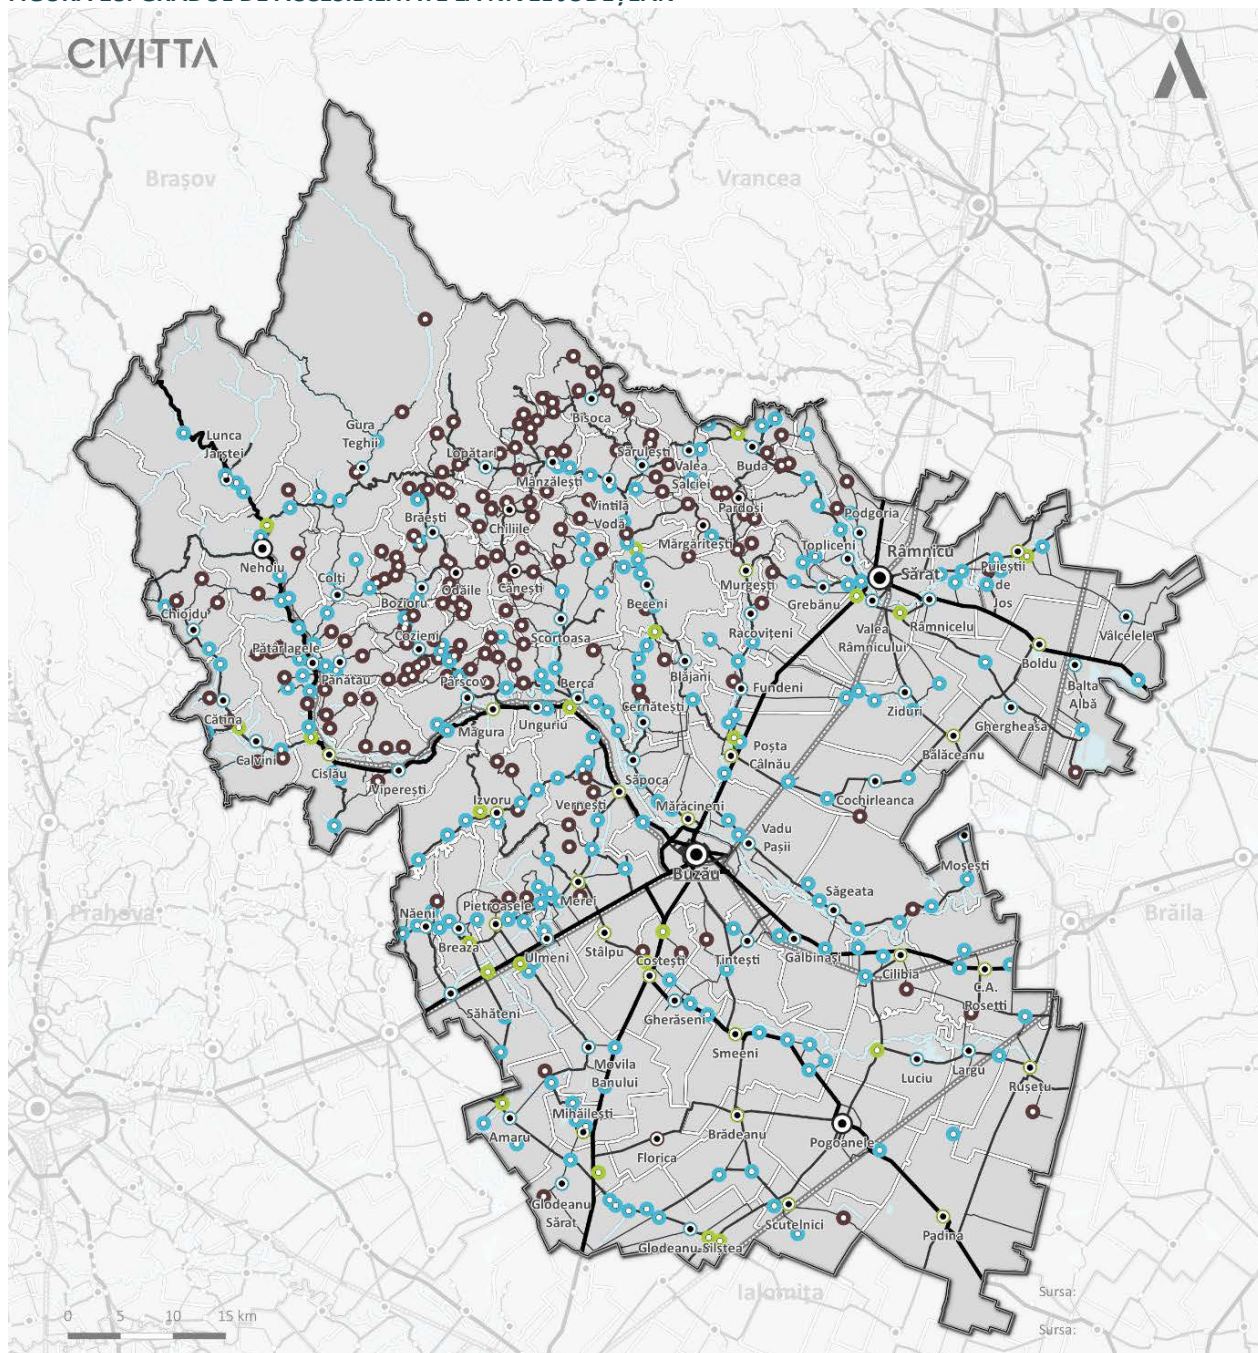 CIVITTA
Brașov
Vrancea
Lunca
Jariștei
Gura
Teghii
Bisoca
Lopătari
Sărulești
Mânzălești
Valea
Salciei
Buda
Vintilă
Vodă
Pardoși
Brăești
Chiliile
Mărgăritești
Podgoria
Topliceni
Râmnicu
Sărat
Nehoiu
Colți
Odăile
Cănești
Murgești
Puieștii
de
Jos
Bozioru
Beceni
Grebănu
Chiojdu
Cozieni
Scorțoasa
Racovițeni
Valea
Râmnicului
Râmnicelu
Vâlcelele
Pătârlagele
Pănătău
Blăjani
Boldu
Balta
Albă
Pârscov
Berca
Fundeni
Cătina
Cernătești
Ziduri
Ghergheasa
Măgura
Unguriu
Calvini
Cislău
Viperești
Săpoca
Poșta
Câlnău
Bălăceanu
Izvoru
Vernești
Mărăcineni
Cochirleanca
Vadu
Pașii
Buzău
Moșești
Săgeata
Merei
Pietroasele
Prahova
Năeni
Brăila
Breaza
Ulmeni
Stâlpu
Costești
Țintești
Gălbinași
Cilibia
C.A.
Rosetti
Săhăteni
Gherăseni
Smeeni
Movila
Banului
Luciu
Largu
Rușețu
Mihăilești
Amaru
Florica
Brădeanu
Pogoanele
Glodeanu
Sărat
Scutelnici
Padina
Glodeanu Siliștea
Ialomița
Sursa:
Sursa:
0 5 10 15 km